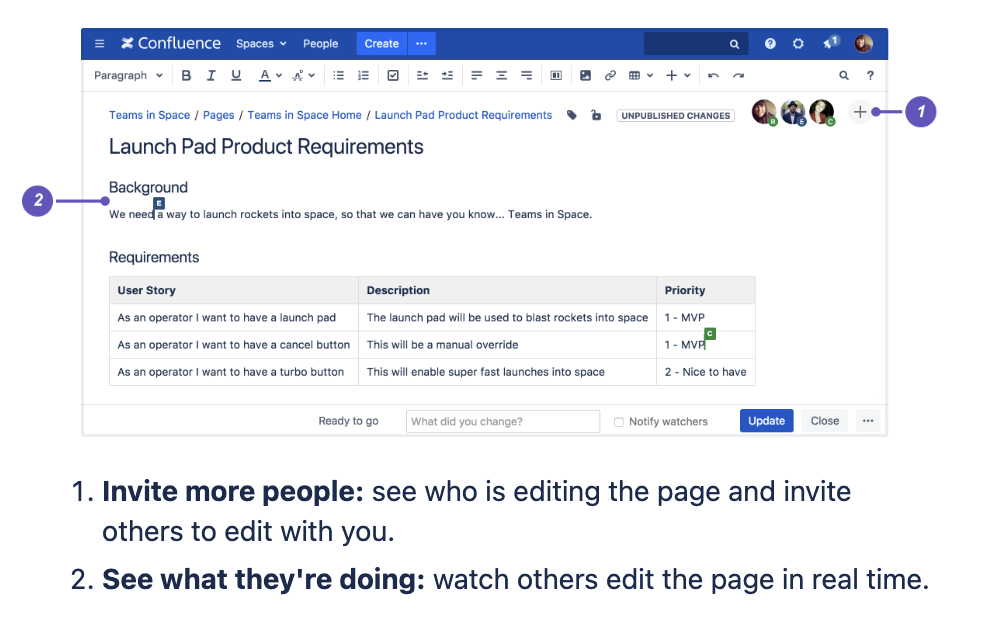 Confluence Spaces People Create ... 1
Paragraph B I U A ?
Teams in Space / Pages / Teams in Space Home / Launch Pad Product Requirements UNPUBLISHED CHANGES R E C 1
Launch Pad Product Requirements
Background
2
E
We need a way to launch rockets into space, so that we can have you know... Teams in Space.
Requirements
User Story Description Priority
As an operator I want to have a launch pad The launch pad will be used to blast rockets into space 1 - MVP
C
As an operator I want to have a cancel button This will be a manual override 1 - MVP
As an operator I want to have a turbo button This will enable super fast launches into space 2 - Nice to have
Ready to go What did you change? Notify watchers Update Close ...
1. Invite more people: see who is editing the page and invite
others to edit with you.
2. See what they're doing: watch others edit the page in real time.